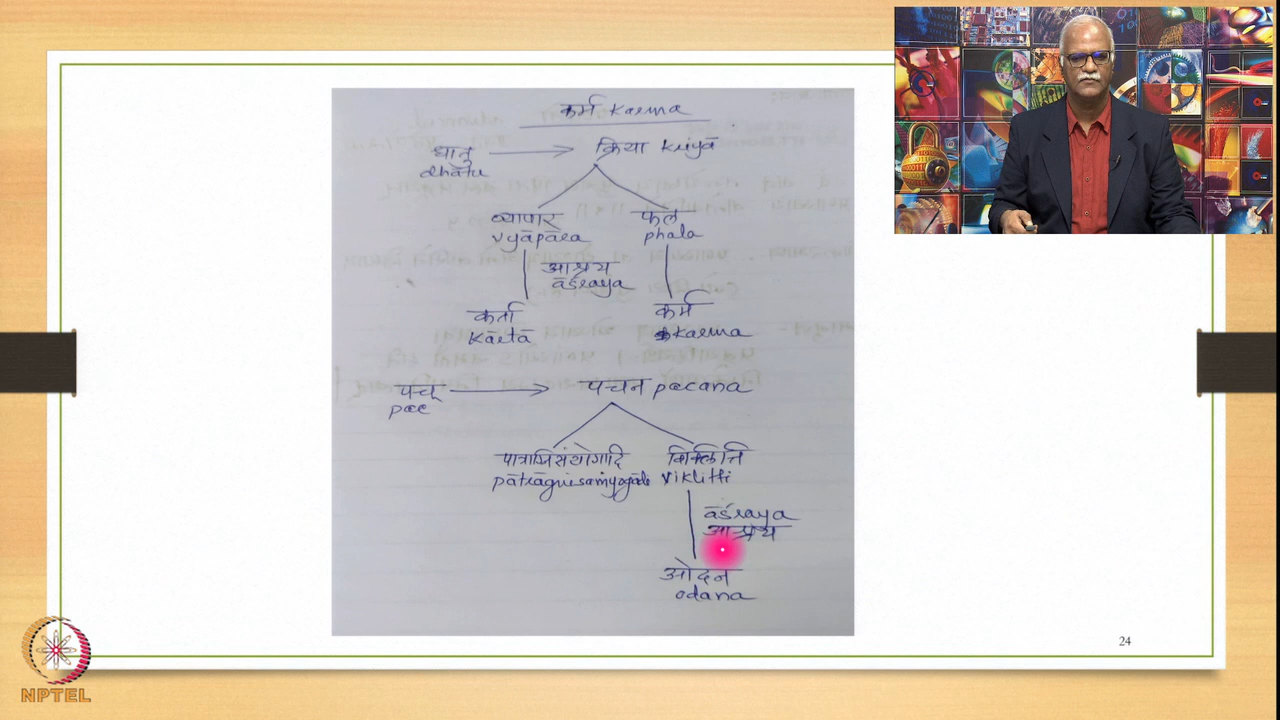 कर्म karma
धातु → क्रिया kriyā
dhātu
व्यापार फल
vyāpāra phala
आश्रय
āśraya
कर्ता कर्म
Kartā karma
पच् → पचन pacana
pac
पात्राग्निसंयोगादि विक्लित्ति
pātrāgnisaṃyogādi viklitti
āśraya
आश्रय
ओदन
odana
24
NPTEL